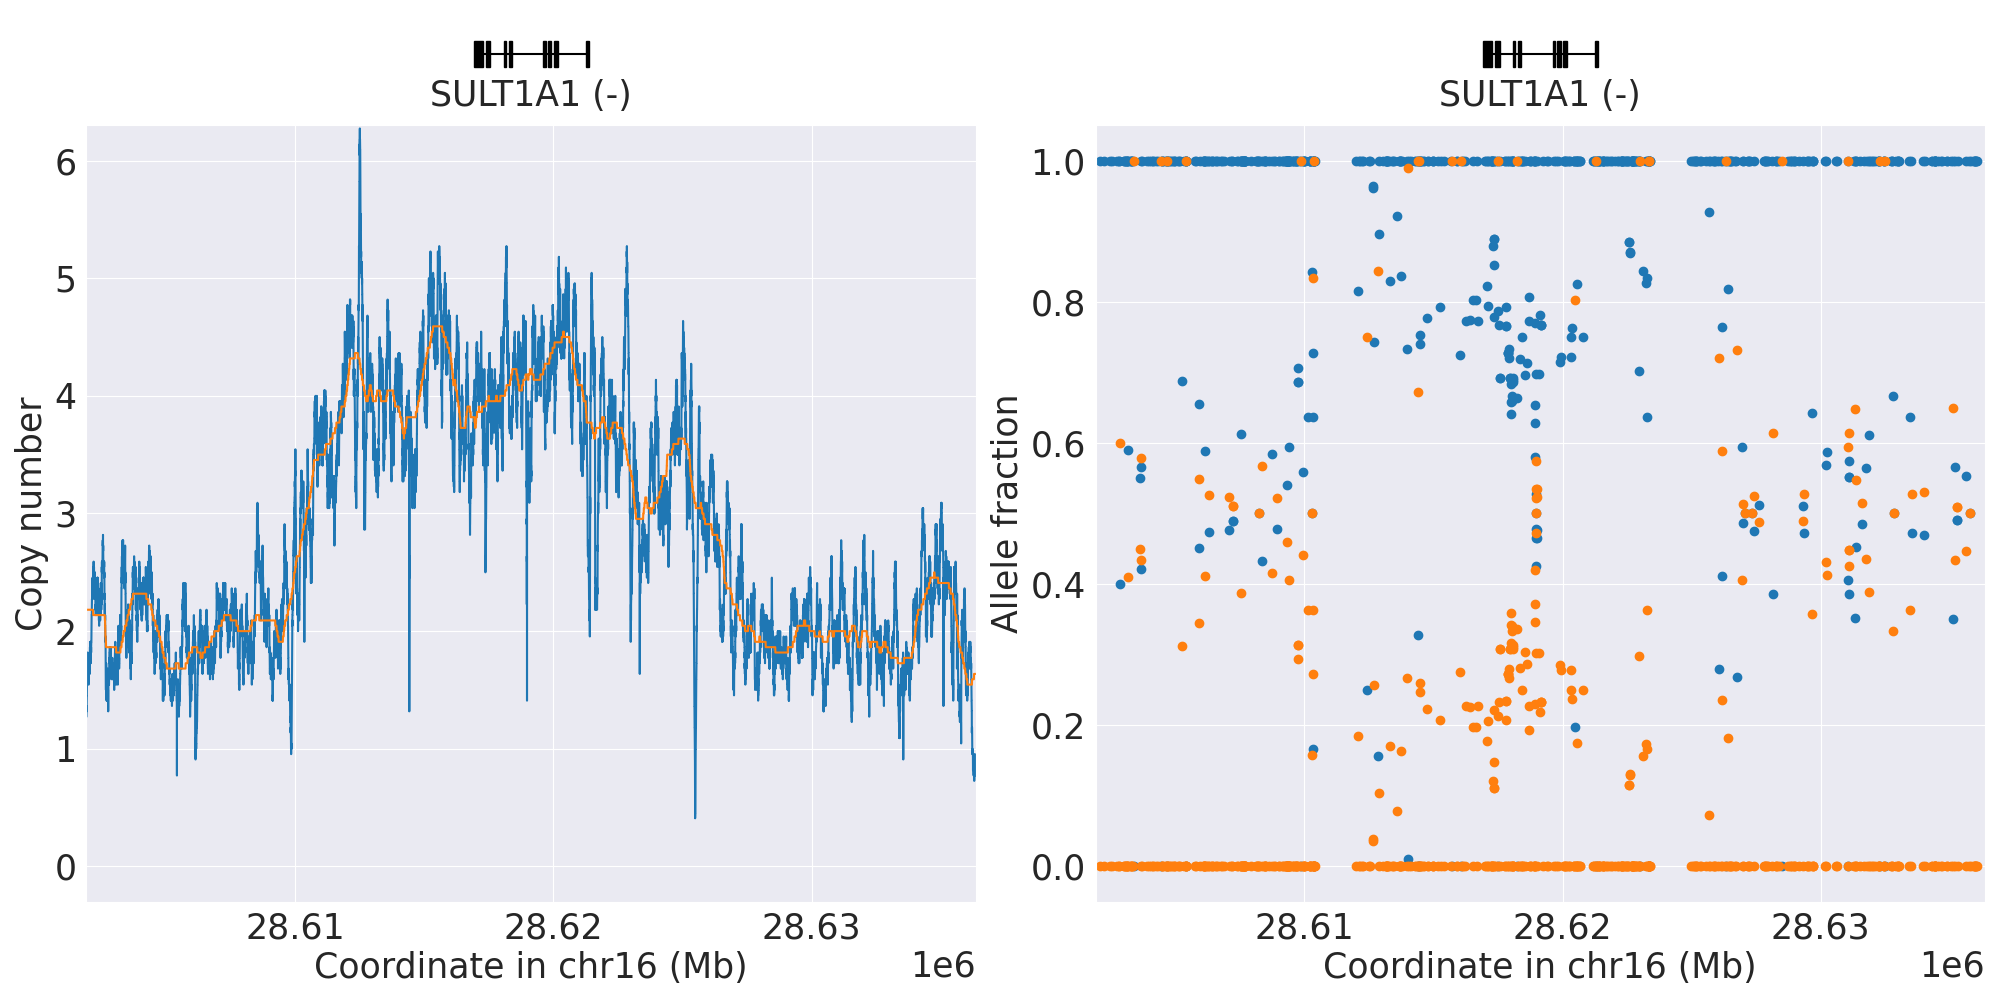 SULT1A1 (-)
Copy number
6
5
4
3
2
1
0
28.61
28.62
28.63
Coordinate in chr16 (Mb)
1e6
SULT1A1 (-)
Allele fraction
1.0
0.8
0.6
0.4
0.2
0.0
28.61
28.62
28.63
Coordinate in chr16 (Mb)
1e6